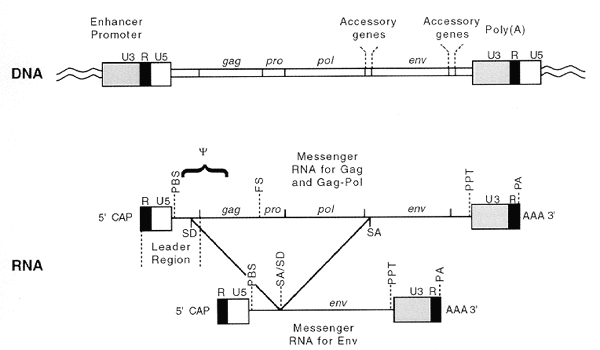 Enhancer
Promoter
Accessory
genes
Accessory
genes
Poly(A)
U3 R U5
U3 R U5
DNA
gag pro pol env
Ψ
Messenger
RNA for Gag
and Gag-Pol
PBS
FS
PPT
PA
R U5
gag pro pol env
U3 R
5' CAP
AAA 3'
SD
SA
Leader
Region
RNA
PBS
SA/SD
PPT
PA
R U5
env
U3 R
5' CAP
AAA 3'
Messenger
RNA for Env